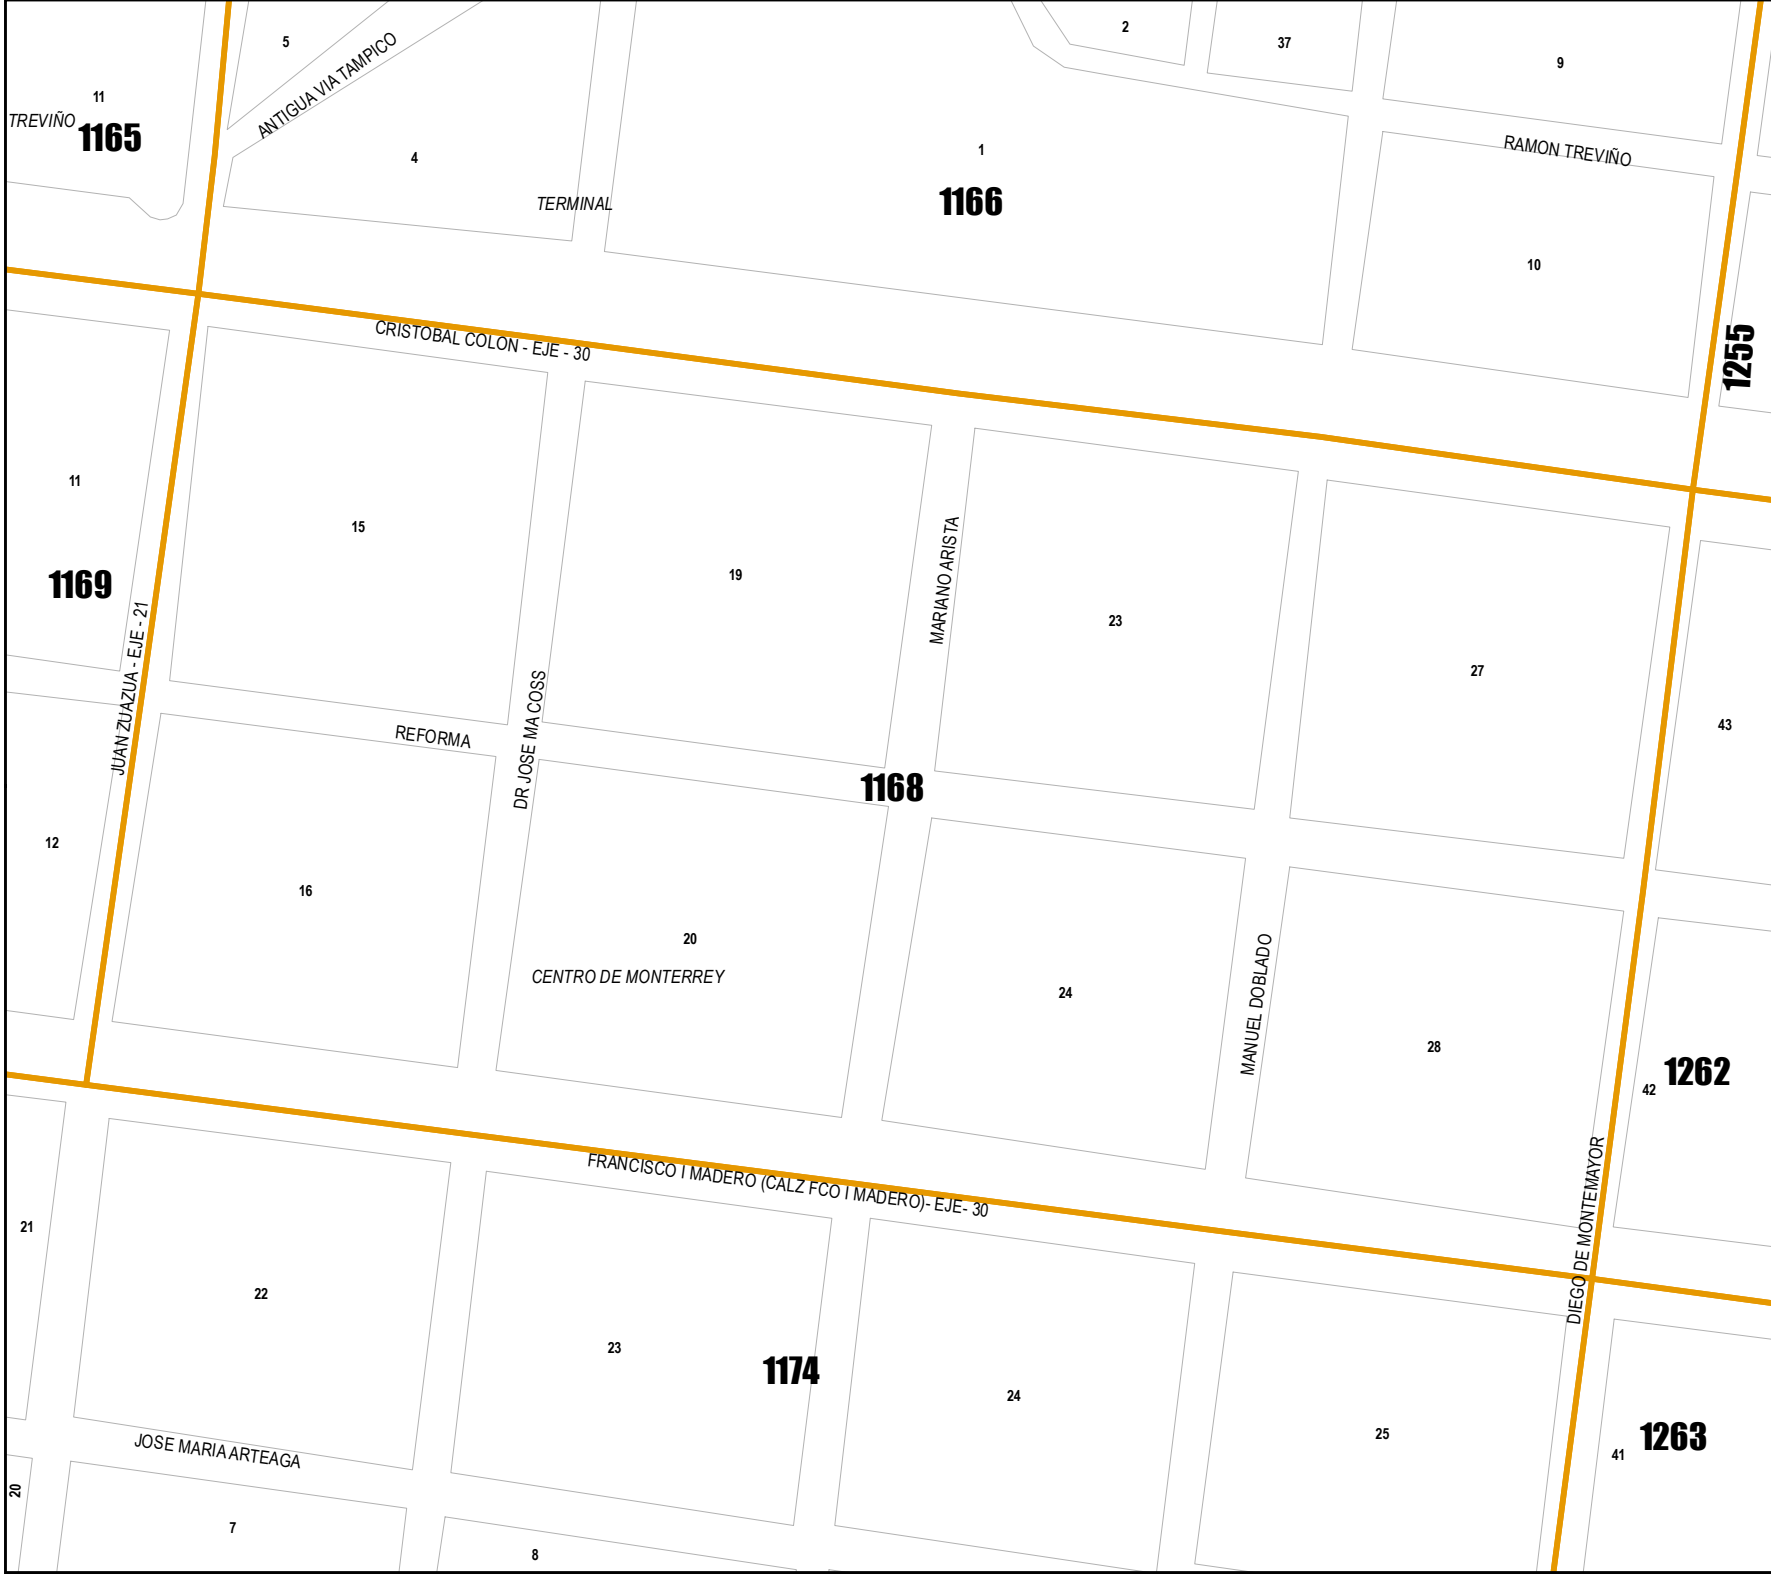 2
5
37
9
ANTIGUA VIA TAMPICO
11
TREVIÑO
1165
4
1
RAMON TREVIÑO
TERMINAL
1166
10
CRISTOBAL COLON - EJE - 30
1255
11
15
MARIANO ARISTA
19
1169
23
JUAN ZUAZUA - EJE - 21
27
DR JOSE MA COSS
43
REFORMA
1168
12
16
20
CENTRO DE MONTERREY
24
MANUEL DOBLADO
28
1262
42
FRANCISCO I MADERO (CALZ FCO I MADERO)- EJE- 30
DIEGO DE MONTEMAYOR
21
22
23
1174
24
25
1263
41
JOSE MARIA ARTEAGA
20
7
8